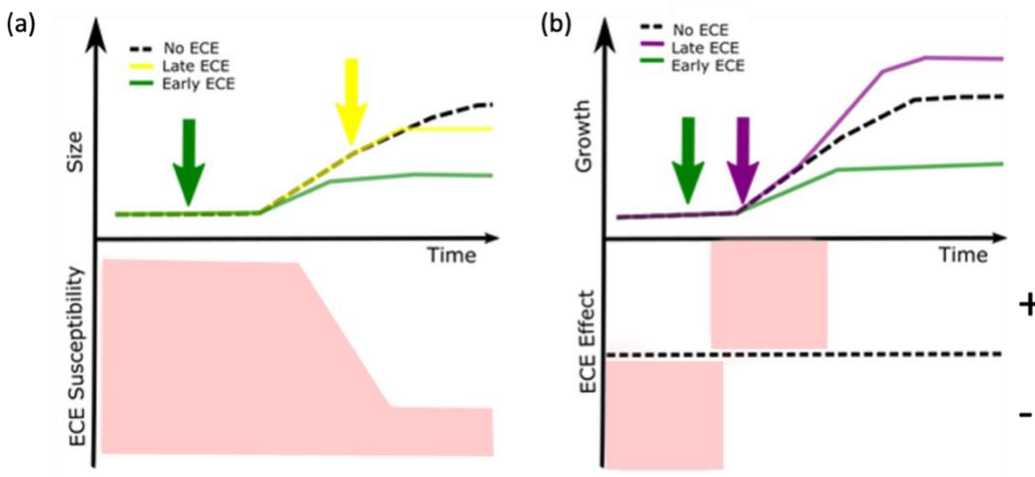 (a)
No ECE
Late ECE
Early ECE
Size
Time
ECE Susceptibility
(b)
No ECE
Late ECE
Early ECE
Growth
Time
ECE Effect
+
-